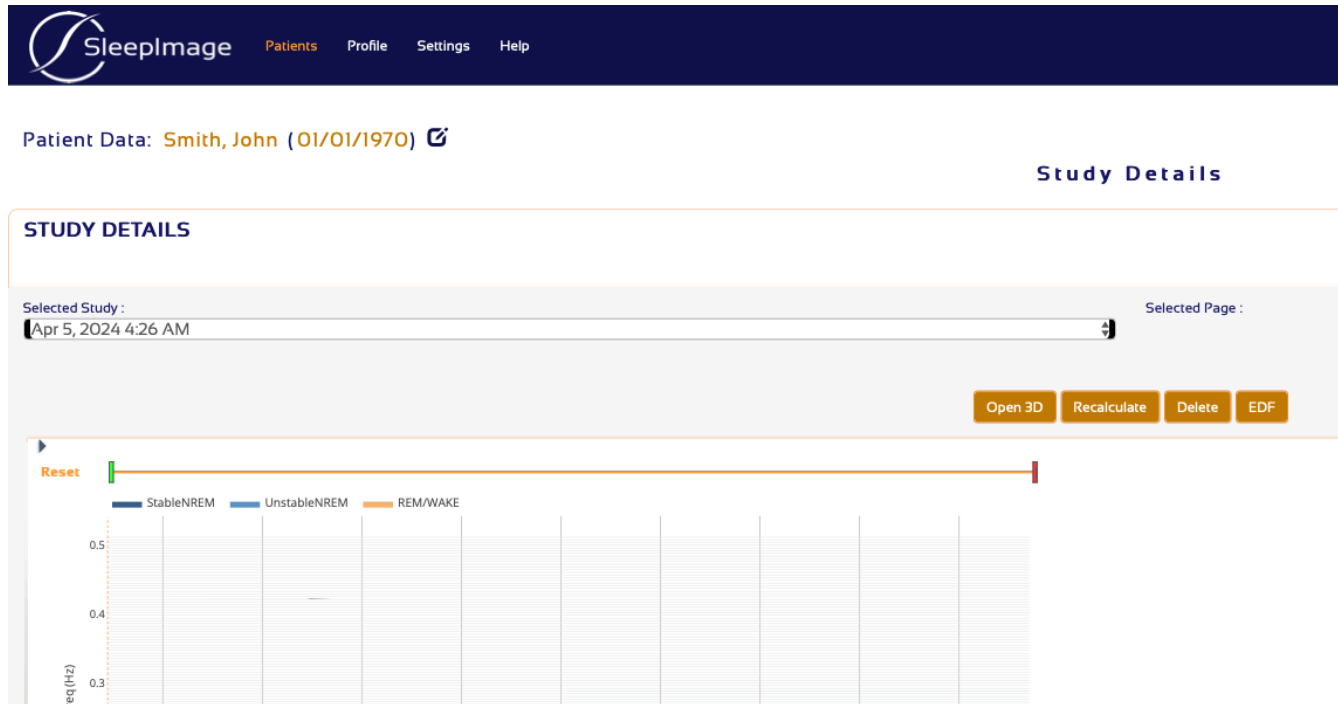 SleepImage Patients Profile Settings Help
Patient Data: Smith, John (01/01/1970)
Study Details
STUDY DETAILS
Selected Study :
Selected Page :
Apr 5, 2024 4:26 AM
Open 3D Recalculate Delete EDF
Reset
StableNREM UnstableNREM REM/WAKE
0.5
0.4
0.3